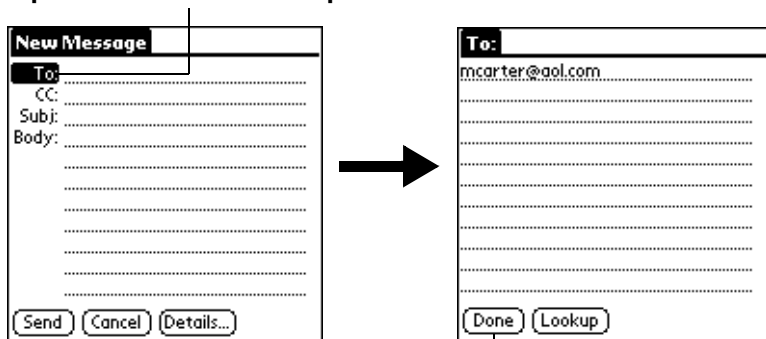 New Message
To:
CC:
Subj:
Body:
Send Cancel Details...
To:
mcarter@aol.com
Done Lookup